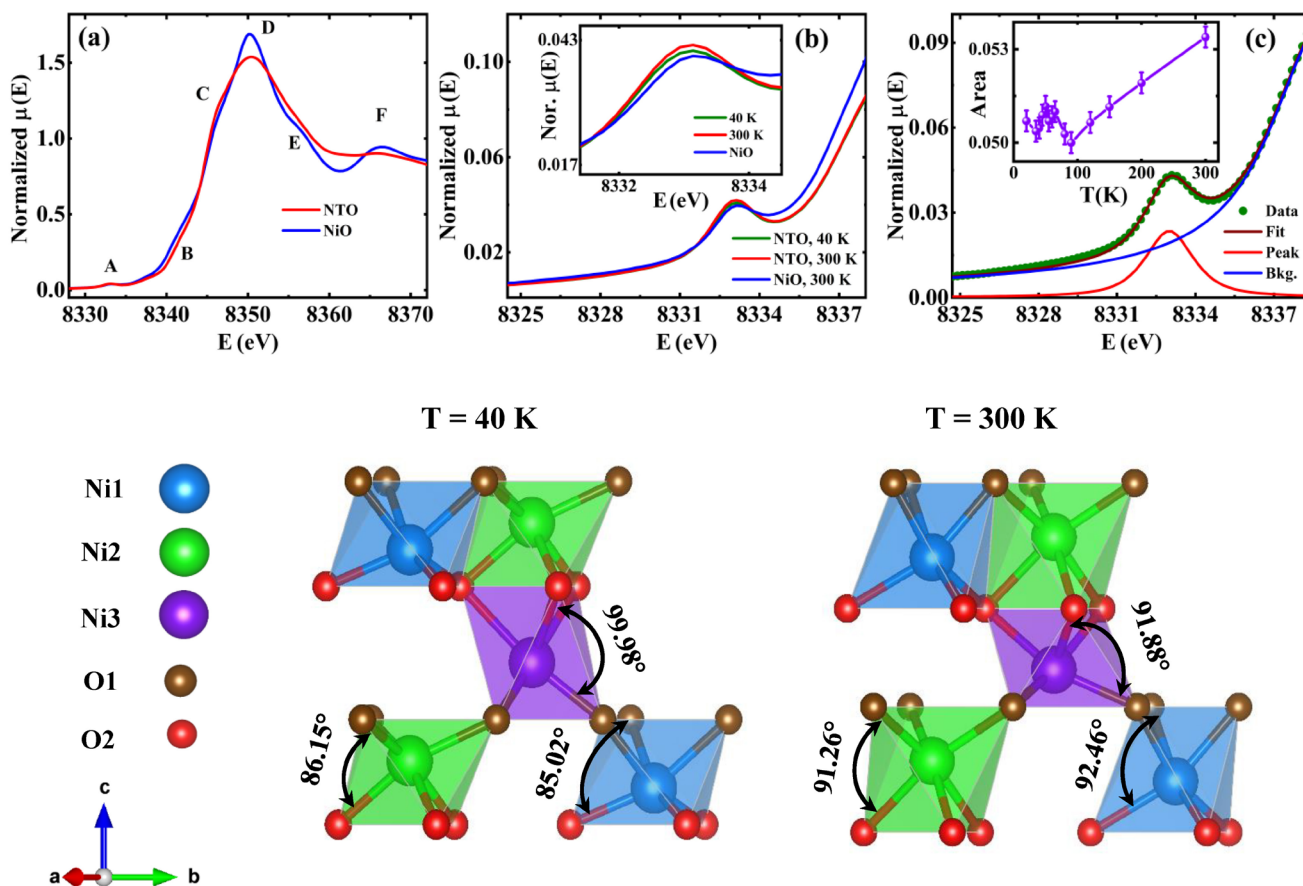 (a)
Normalized μ(E)
1.5
1.0
0.5
0.0
A
B
C
D
E
F
NTO
NiO
8330
8340
8350
8360
8370
E (eV)
(b)
Normalized μ(E)
0.10
0.06
0.02
Nor. μ(E)
0.043
0.017
40 K
300 K
NiO
8332
8334
E (eV)
NTO, 40 K
NTO, 300 K
NiO, 300 K
8325
8328
8331
8334
8337
E (eV)
(c)
Normalized μ(E)
0.09
0.06
0.03
0.00
Area
0.053
0.050
0
100
200
300
T(K)
Data
Fit
Peak
Bkg.
8325
8328
8331
8334
8337
E (eV)
T = 40 K
T = 300 K
Ni1
Ni2
Ni3
O1
O2
c
a
b
99.98°
86.15°
85.02°
91.88°
91.26°
92.46°